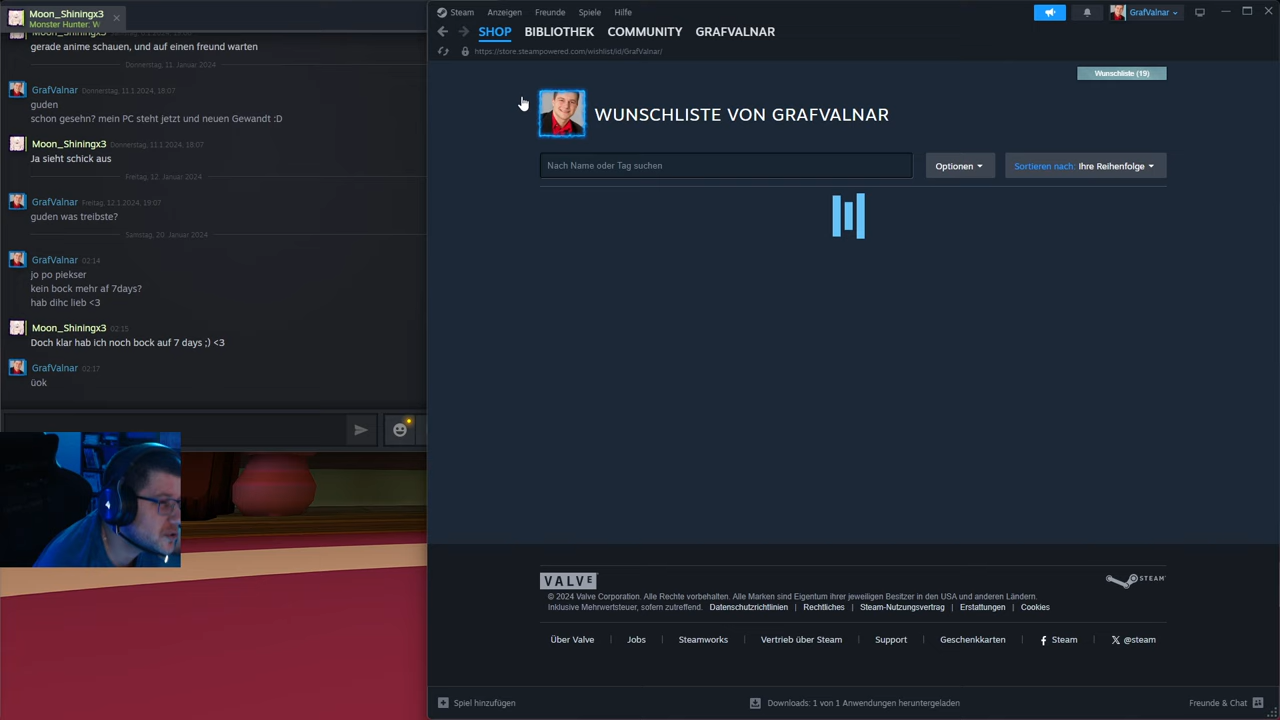 Moon_Shiningx3
Monster Hunter: W
gerade anime schauen, und auf einen freund warten
Donnerstag, 11. Januar 2024
GrafValnar Donnerstag, 11.1.2024, 18:07
guden
schon gesehn? mein PC steht jetzt und neuen Gewandt :D
Moon_Shiningx3 Donnerstag, 11.1.2024, 18:07
Ja sieht schick aus
Freitag, 12. Januar 2024
GrafValnar Freitag, 12.1.2024, 19:07
guden was treibste?
Samstag, 20. Januar 2024
GrafValnar 02:14
jo po piekser
kein bock mehr af 7days?
hab dihc lieb <3
Moon_Shiningx3 02:15
Doch klar hab ich noch bock auf 7 days ;) <3
GrafValnar 02:17
üok
Steam Anzeigen Freunde Spiele Hilfe
GrafValnar
SHOP BIBLIOTHEK COMMUNITY GRAFVALNAR
https://store.steampowered.com/wishlist/id/GrafValnar/
Wunschliste (19)
WUNSCHLISTE VON GRAFVALNAR
Nach Name oder Tag suchen
Optionen
Sortieren nach: Ihre Reihenfolge
VALVE
STEAM
© 2024 Valve Corporation. Alle Rechte vorbehalten. Alle Marken sind Eigentum ihrer jeweiligen Besitzer in den USA und anderen Ländern.
Inklusive Mehrwertsteuer, sofern zutreffend. Datenschutzrichtlinien | Rechtliches | Steam-Nutzungsvertrag | Erstattungen | Cookies
Über Valve | Jobs | Steamworks | Vertrieb über Steam | Support | Geschenkkarten | Steam | @steam
Spiel hinzufügen
Downloads: 1 von 1 Anwendungen heruntergeladen
Freunde & Chat